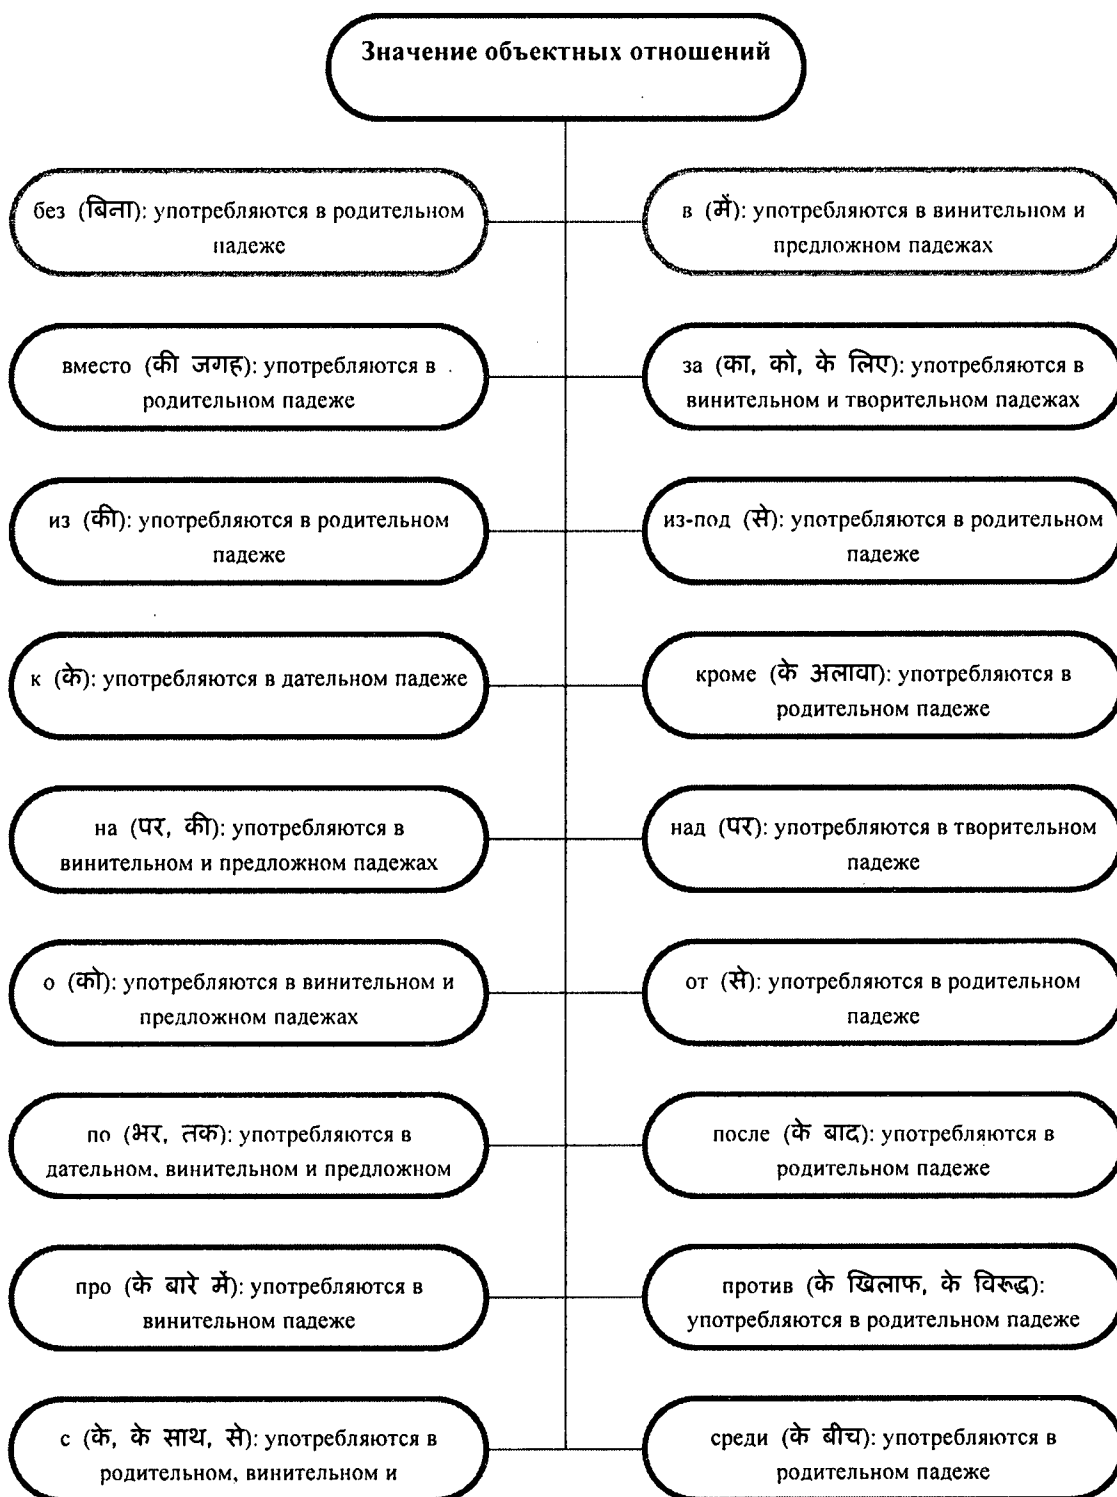 Значение объектных отношений
без (बिना): употребляются в родительном
падеже
в (में): употребляются в винительном и
предложном падежах
вместо (की जगह): употребляются в
родительном падеже
за (का, को, के लिए): употребляются в
винительном и творительном падежах
из (की): употребляются в родительном
падеже
из-под (से): употребляются в родительном
падеже
к (के): употребляются в дательном падеже
кроме (के अलावा): употребляются в
родительном падеже
на (पर, की): употребляются в
винительном и предложном падежах
над (पर): употребляются в творительном
падеже
о (को): употребляются в винительном и
предложном падежах
от (से): употребляются в родительном
падеже
по (भर, तक): употребляются в
дательном, винительном и предложном
после (के बाद): употребляются в
родительном падеже
про (के बारे में): употребляются в
винительном падеже
против (के खिलाफ, के विरूद्ध):
употребляются в родительном падеже
с (के, के साथ, से): употребляются в
родительном, винительном и
среди (के बीच): употребляются в
родительном падеже